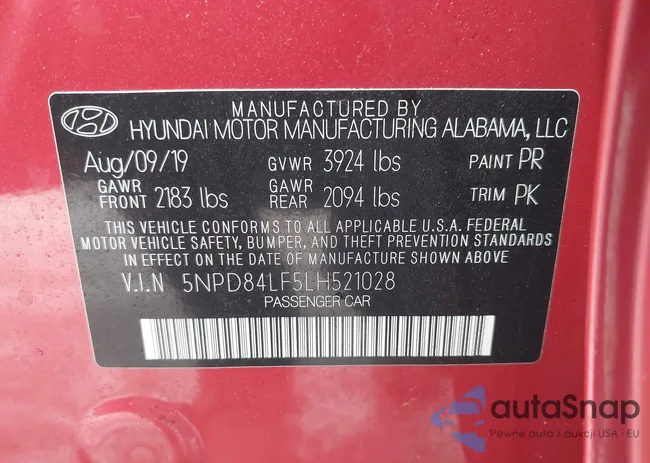 MANUFACTURED BY
HYUNDAI MOTOR MANUFACTURING ALABAMA, LLC
Aug/09/19 GVWR 3924 lbs PAINT PR
GAWR FRONT 2183 lbs GAWR REAR 2094 lbs TRIM PK
THIS VEHICLE CONFORMS TO ALL APPLICABLE U.S.A. FEDERAL
MOTOR VEHICLE SAFETY, BUMPER, AND THEFT PREVENTION
STANDARDS IN EFFECT ON THE DATE OF MANUFACTURE SHOWN ABOVE.
V.I.N 5NPD84LF5LH521028
PASSENGER CAR
autaSnap
Pewne auta z aukcji USA i EU